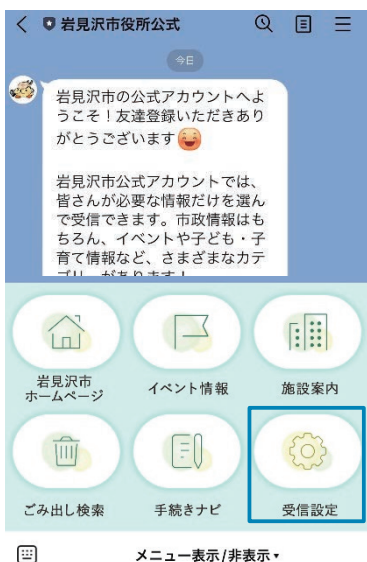 岩見沢市役所公式
今日
岩見沢市の公式アカウントへよ
うこそ！友達登録いただきあり
がとうございます
岩見沢市公式アカウントでは、
皆さんが必要な情報だけを選ん
で受信できます。市政情報はも
ちろん、イベントや子ども・子
育て情報など、さまざまなカテ
ゴリーがあります！
岩見沢市
ホームページ
イベント情報
施設案内
ごみ出し検索
手続きナビ
受信設定
メニュー表示/非表示▾